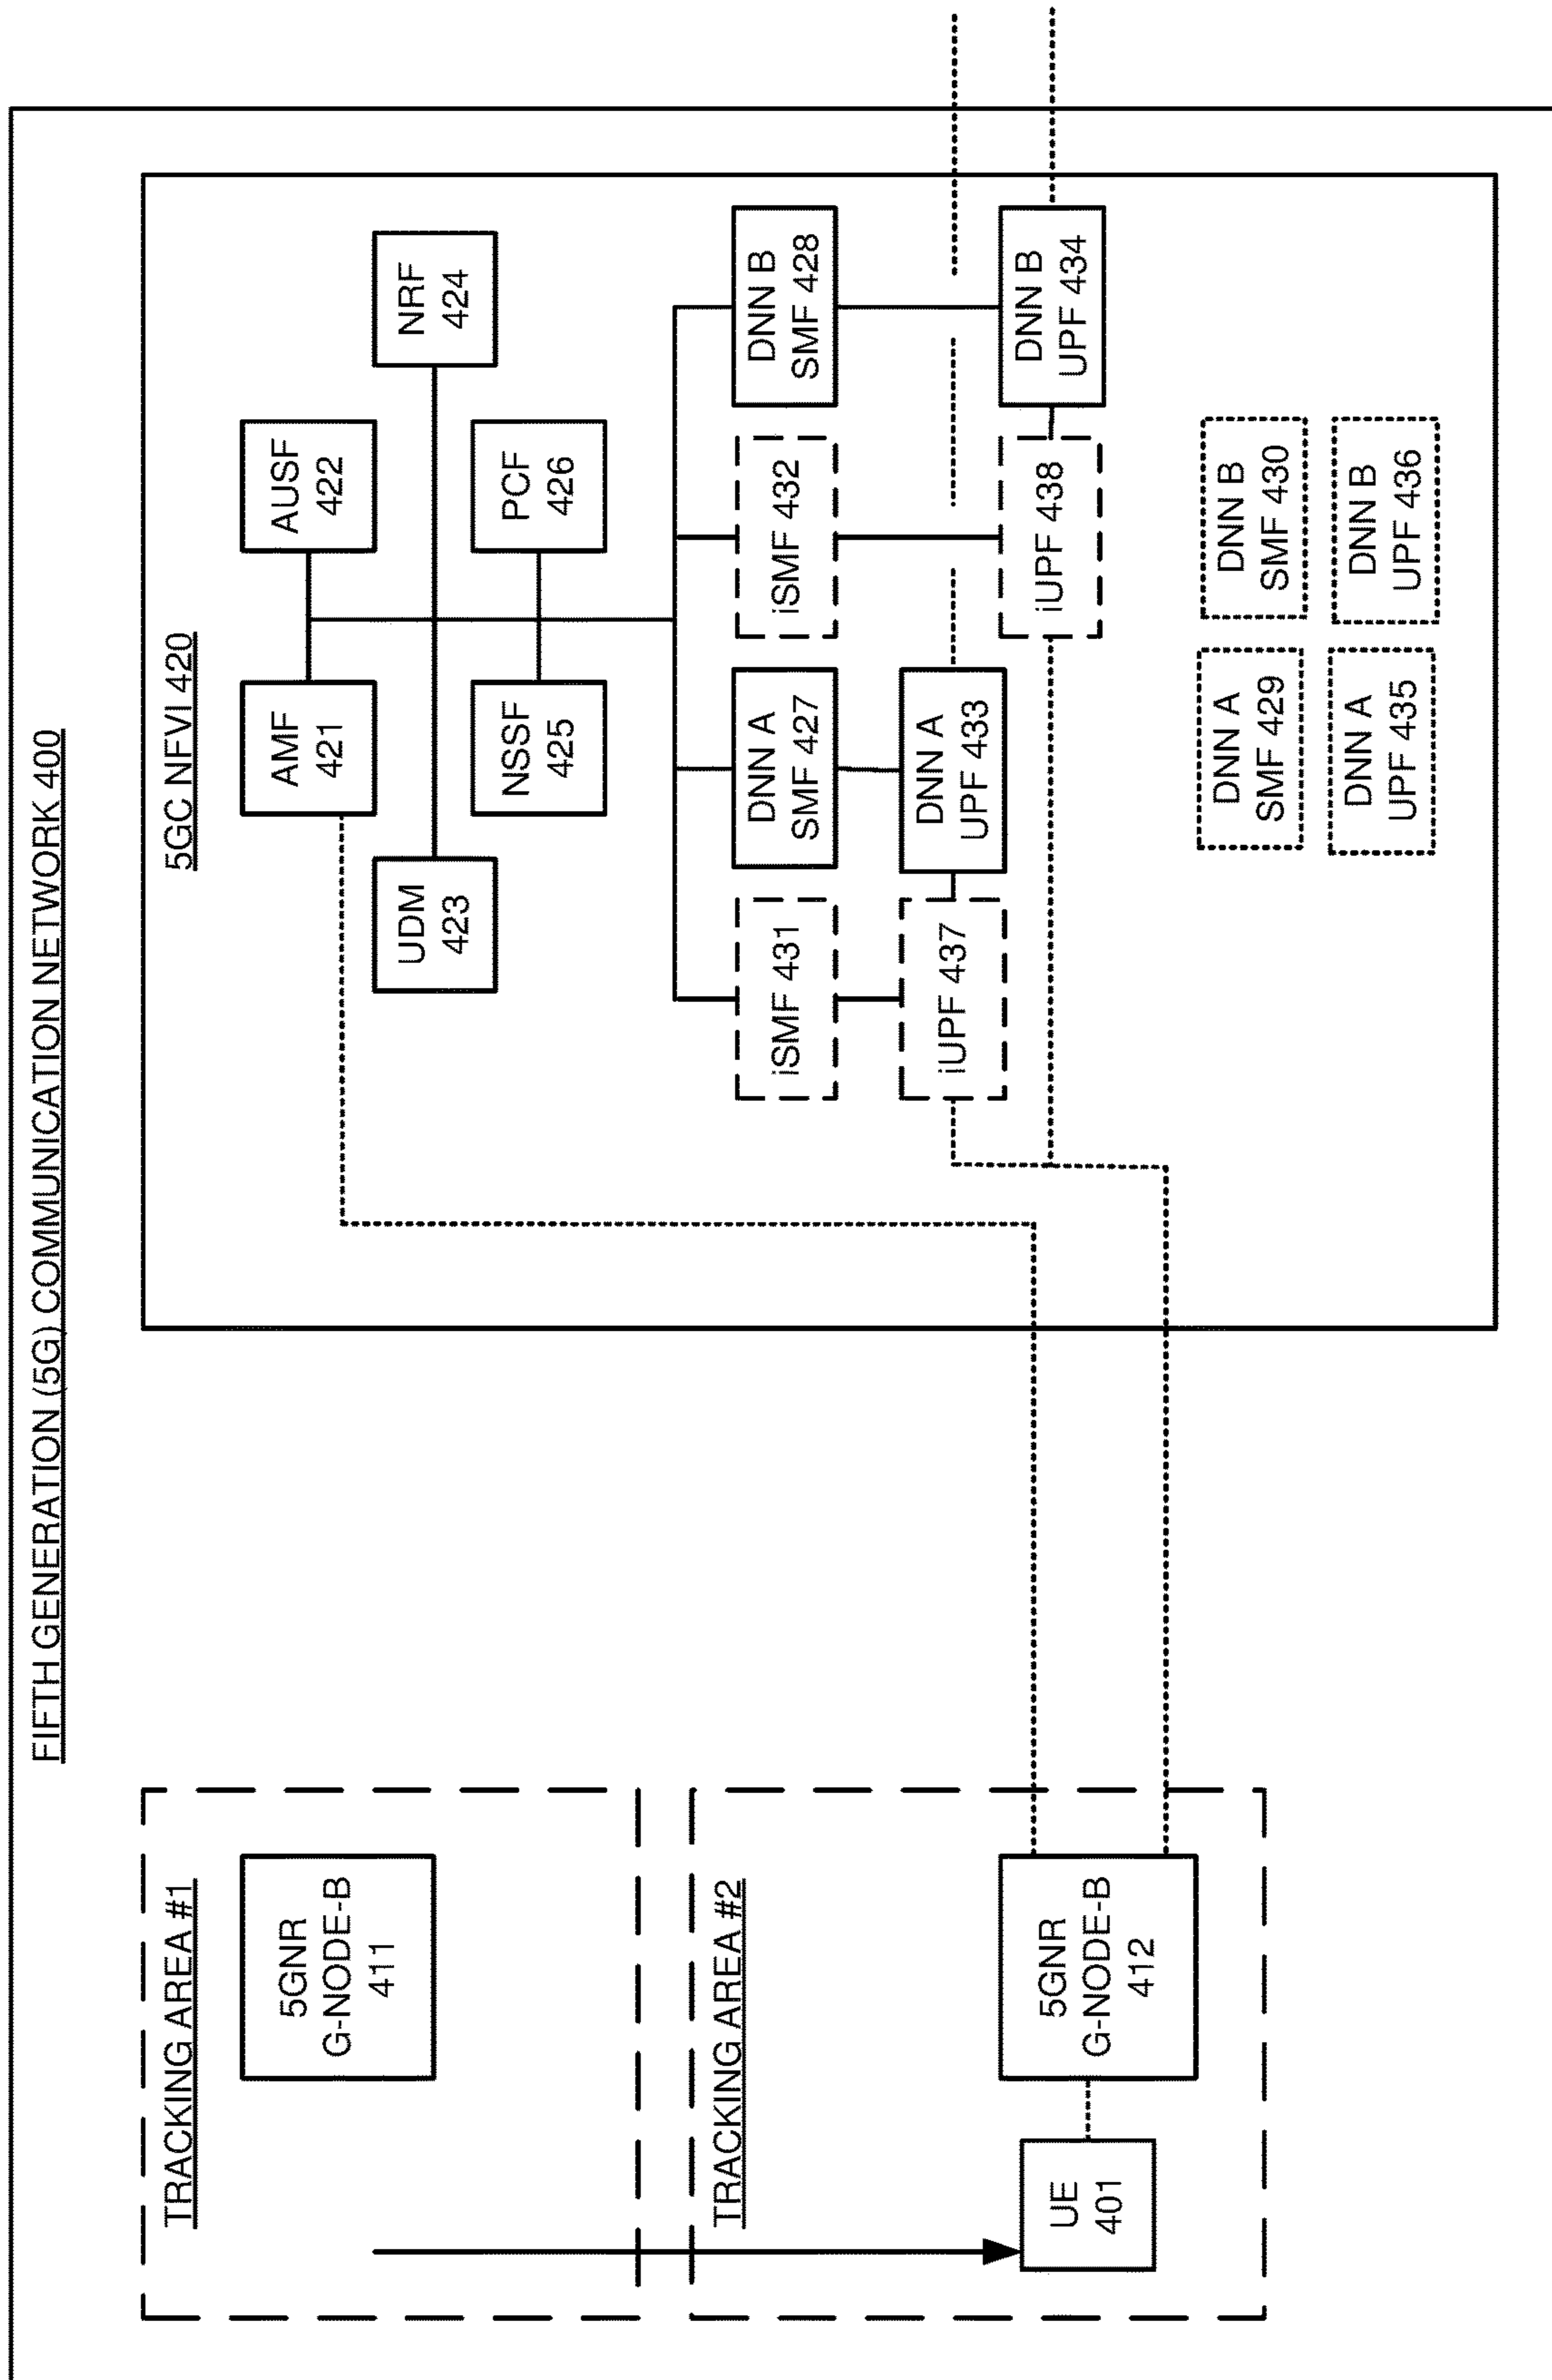 FIFTH GENERATION (5G) COMMUNICATION NETWORK 400
TRACKING AREA #1
5GNR
G-NODE-B
411
TRACKING AREA #2
UE
401
5GNR
G-NODE-B
412
5GC NFVI 420
AMF
421
AUSF
422
UDM
423
NRF
424
NSSF
425
PCF
426
iSMF 431
DNN A
SMF 427
iSMF 432
DNN B
SMF 428
iUPF 437
DNN A
UPF 433
iUPF 438
DNN B
UPF 434
DNN A
SMF 429
DNN B
SMF 430
DNN A
UPF 435
DNN B
UPF 436